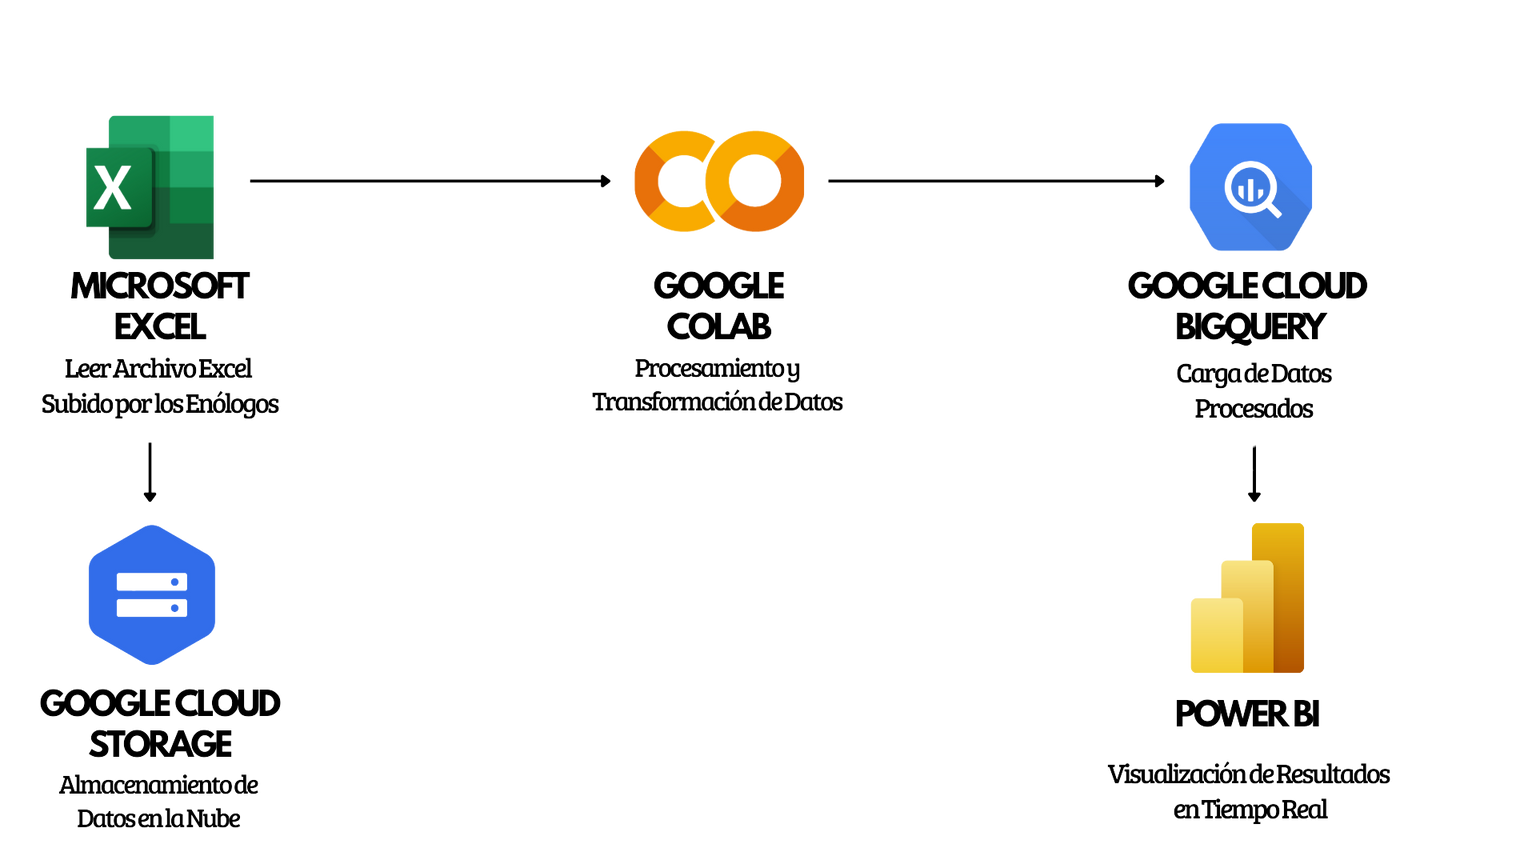 X
MICROSOFT
EXCEL
Leer Archivo Excel
Subido por los Enólogos
GOOGLE
COLAB
Procesamiento y
Transformación de Datos
GOOGLE CLOUD
BIGQUERY
Carga de Datos
Procesados
GOOGLE CLOUD
STORAGE
Almacenamiento de
Datos en la Nube
POWER BI
Visualización de Resultados
en Tiempo Real